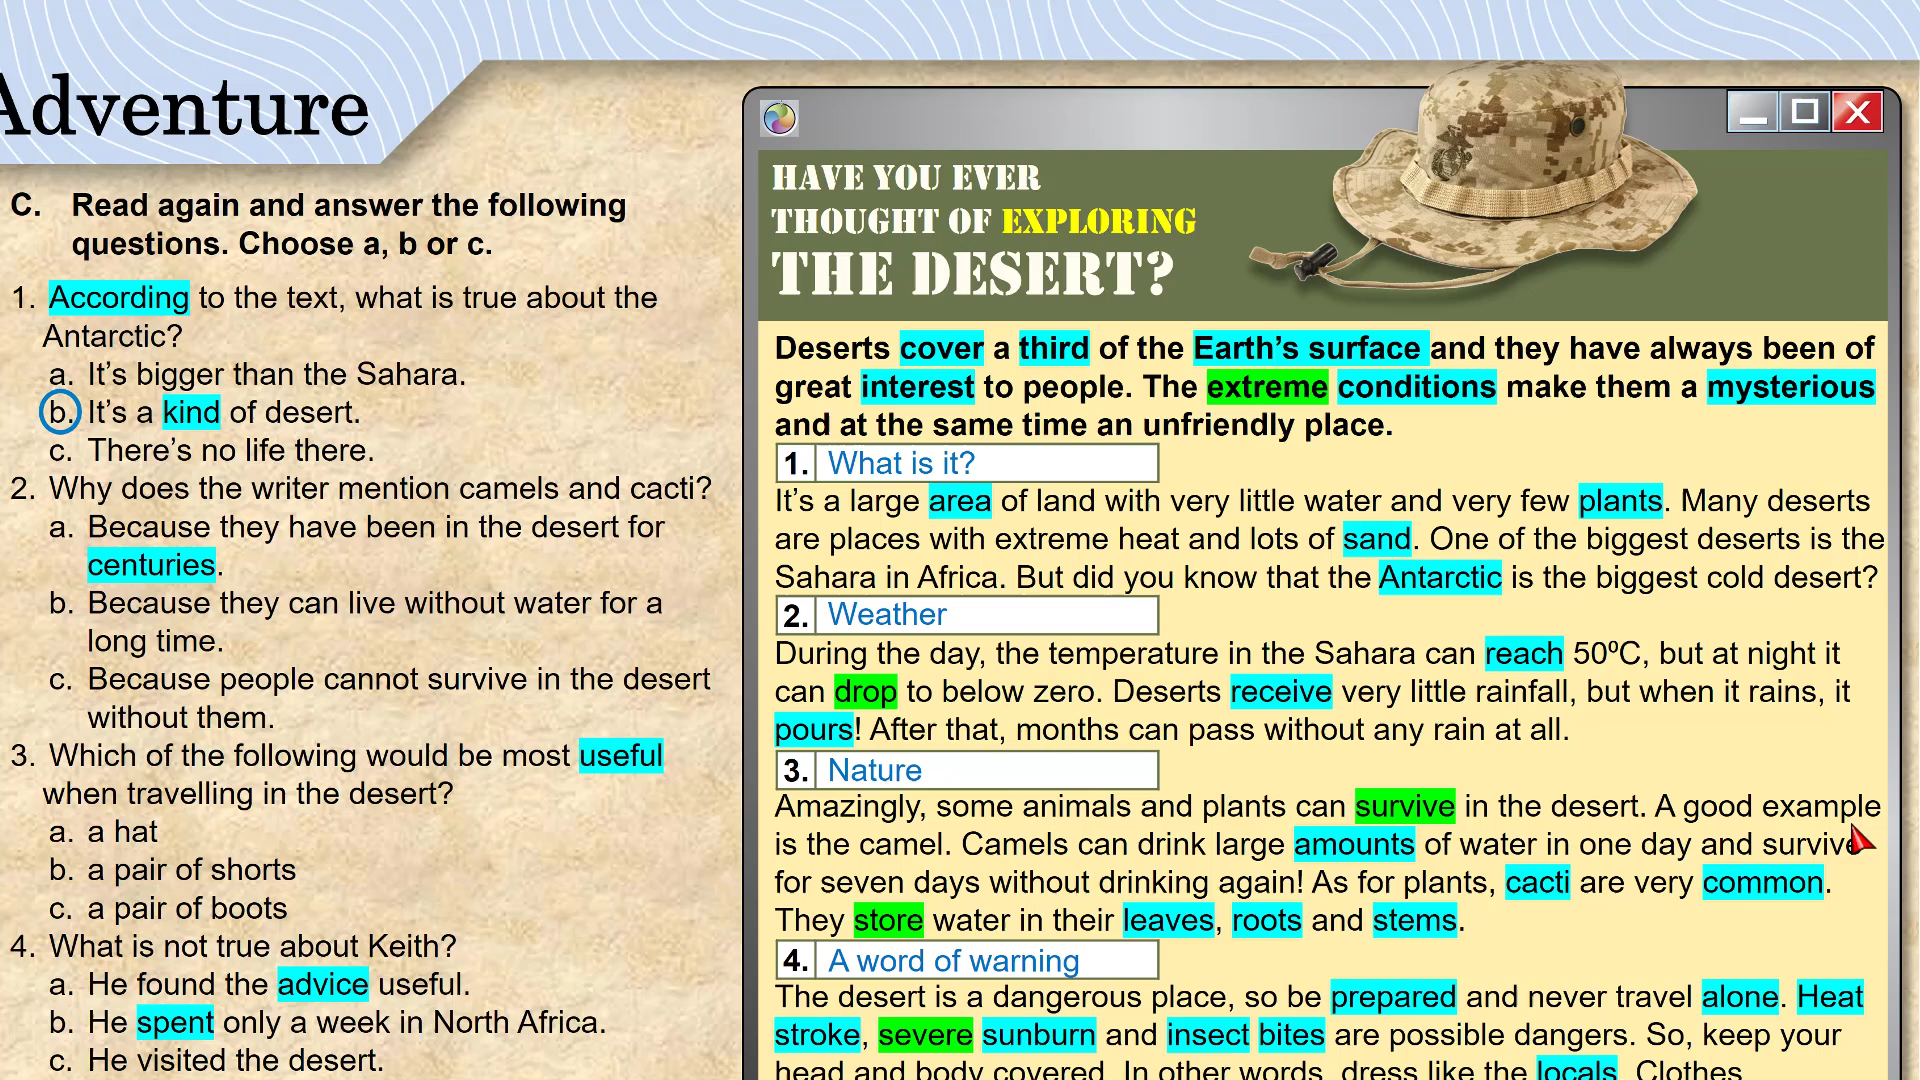 Adventure
C. Read again and answer the following
questions. Choose a, b or c.
1. According to the text, what is true about the
Antarctic?
a. It’s bigger than the Sahara.
b. It’s a kind of desert.
c. There’s no life there.
2. Why does the writer mention camels and cacti?
a. Because they have been in the desert for
centuries.
b. Because they can live without water for a
long time.
c. Because people cannot survive in the desert
without them.
3. Which of the following would be most useful
when travelling in the desert?
a. a hat
b. a pair of shorts
c. a pair of boots
4. What is not true about Keith?
a. He found the advice useful.
b. He spent only a week in North Africa.
c. He visited the desert.
HAVE YOU EVER
THOUGHT OF EXPLORING
THE DESERT?
Deserts cover a third of the Earth’s surface and they have always been of
great interest to people. The extreme conditions make them a mysterious
and at the same time an unfriendly place.
1. What is it?
It’s a large area of land with very little water and very few plants. Many deserts
are places with extreme heat and lots of sand. One of the biggest deserts is the
Sahara in Africa. But did you know that the Antarctic is the biggest cold desert?
2. Weather
During the day, the temperature in the Sahara can reach 50ºC, but at night it
can drop to below zero. Deserts receive very little rainfall, but when it rains, it
pours! After that, months can pass without any rain at all.
3. Nature
Amazingly, some animals and plants can survive in the desert. A good example
is the camel. Camels can drink large amounts of water in one day and survive
for seven days without drinking again! As for plants, cacti are very common.
They store water in their leaves, roots and stems.
4. A word of warning
The desert is a dangerous place, so be prepared and never travel alone. Heat
stroke, severe sunburn and insect bites are possible dangers. So, keep your
head and body covered. In other words, dress like the locals. Clothes